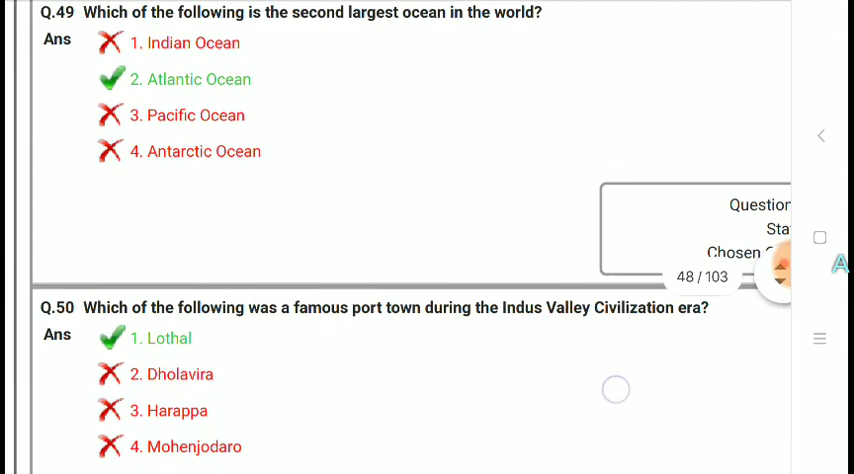 Q.49 Which of the following is the second largest ocean in the world?
Ans
1. Indian Ocean
2. Atlantic Ocean
3. Pacific Ocean
4. Antarctic Ocean
Question
Sta
Chosen
48 / 103
Q.50 Which of the following was a famous port town during the Indus Valley Civilization era?
Ans
1. Lothal
2. Dholavira
3. Harappa
4. Mohenjodaro
A